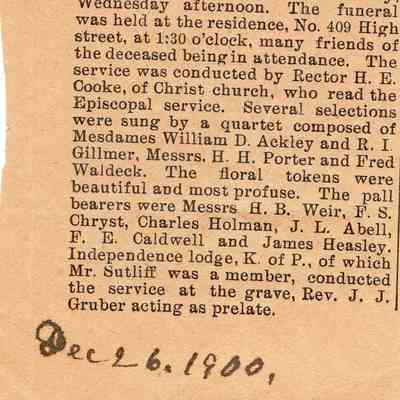 Wednesday afternoon. The funeral
was held at the residence, No. 409 High
street, at 1:30 o'clock, many friends of
the deceased being in attendance. The
service was conducted by Rector H. E.
Cooke, of Christ church, who read the
Episcopal service. Several selections
were sung by a quartet composed of
Mesdames William D. Ackley and R. I.
Gillmer, Messrs. H. H. Porter and Fred
Waldeck. The floral tokens were
beautiful and most profuse. The pall
bearers were Messrs H. B. Weir, F. S.
Chryst, Charles Holman, J. L. Abell,
F. E. Caldwell and James Heasley.
Independence lodge, K. of P., of which
Mr. Sutliff was a member, conducted
the service at the grave, Rev. J. J.
Gruber acting as prelate.
Dec 26. 1900.